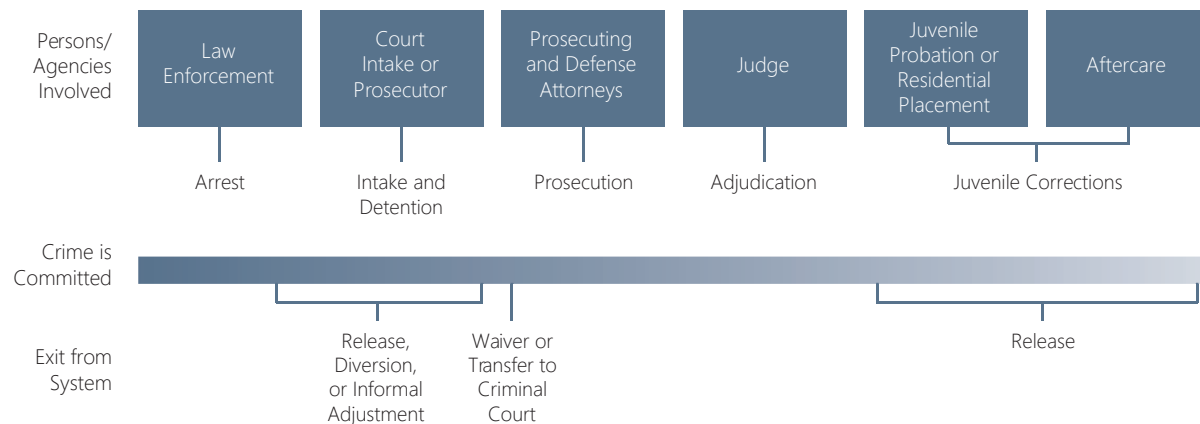 Persons/
Agencies
Involved
Law
Enforcement
Court
Intake or
Prosecutor
Prosecuting
and Defense
Attorneys
Judge
Juvenile
Probation or
Residential
Placement
Aftercare
Arrest
Intake and
Detention
Prosecution
Adjudication
Juvenile Corrections
Crime is
Committed
Exit from
System
Release,
Diversion,
or Informal
Adjustment
Waiver or
Transfer to
Criminal
Court
Release